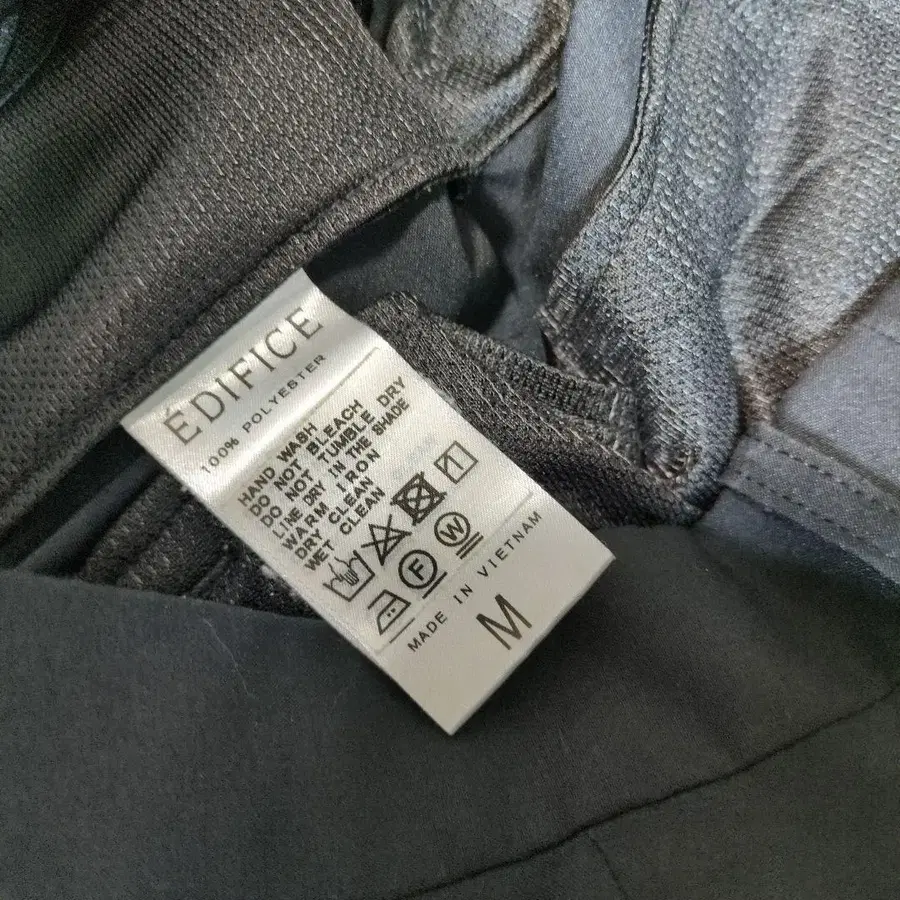 ÉDIFICE
100% POLYESTER
HAND WASH
DO NOT BLEACH
DO NOT TUMBLE DRY
LINE DRY IN THE SHADE
WARM IRON
DRY CLEAN
WET CLEAN
F W
MADE IN VIETNAM
M